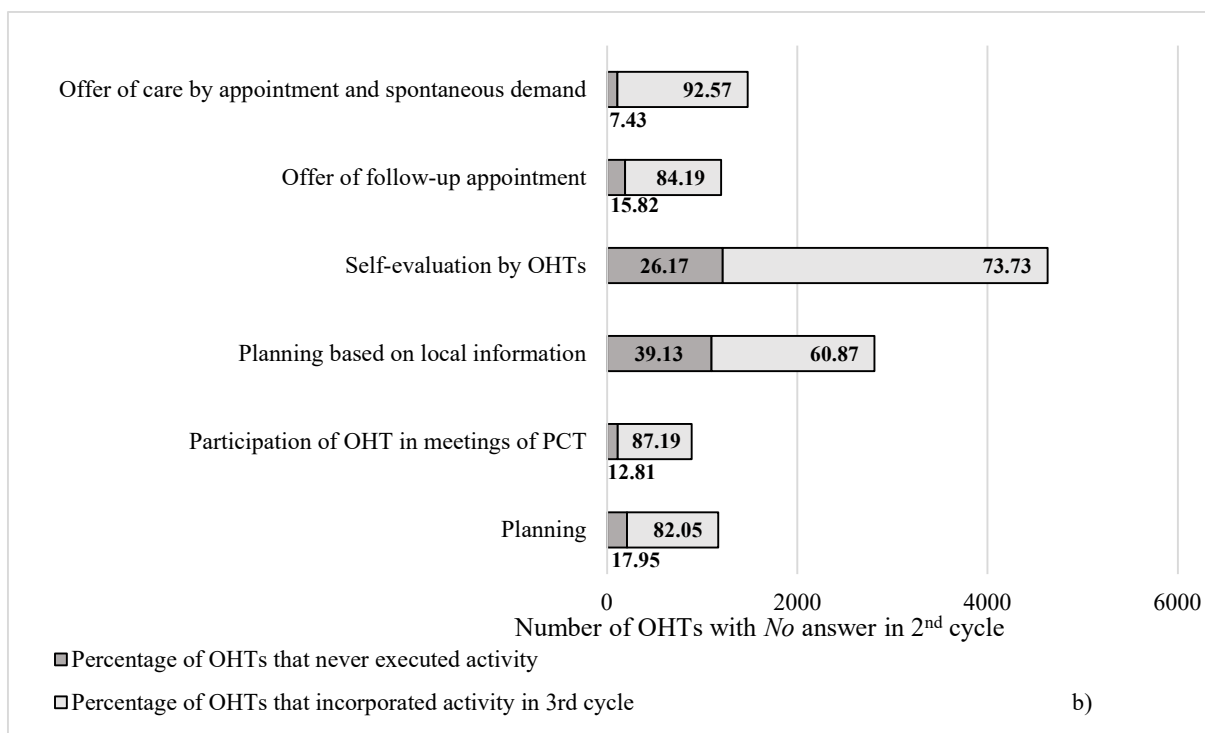 Offer of care by appointment and spontaneous demand
92.57
7.43
Offer of follow-up appointment
84.19
15.82
Self-evaluation by OHTs
26.17
73.73
Planning based on local information
39.13
60.87
Participation of OHT in meetings of PCT
87.19
12.81
Planning
82.05
17.95
0 2000 4000 6000
Number of OHTs with No answer in 2nd cycle
Percentage of OHTs that never executed activity
Percentage of OHTs that incorporated activity in 3rd cycle
b)